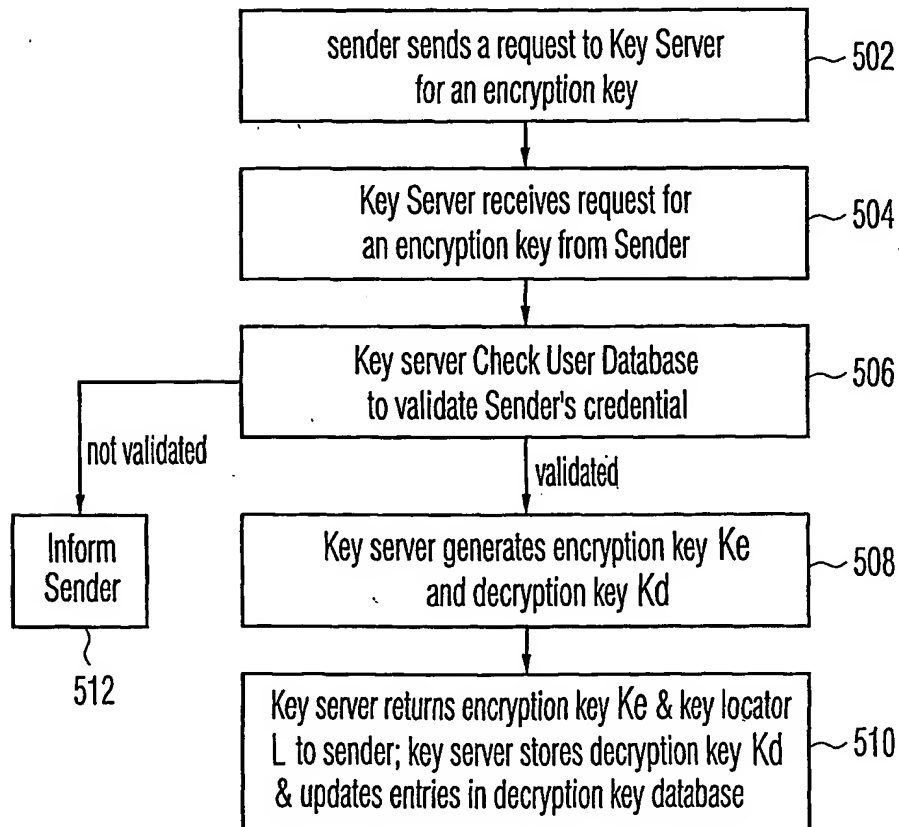 sender sends a request to Key Server
for an encryption key
502
Key Server receives request for
an encryption key from Sender
504
Key server Check User Database
to validate Sender's credential
506
not validated
validated
Inform
Sender
512
Key server generates encryption key Ke
and decryption key Kd
508
Key server returns encryption key Ke & key locator
L to sender; key server stores decryption key Kd
& updates entries in decryption key database
510